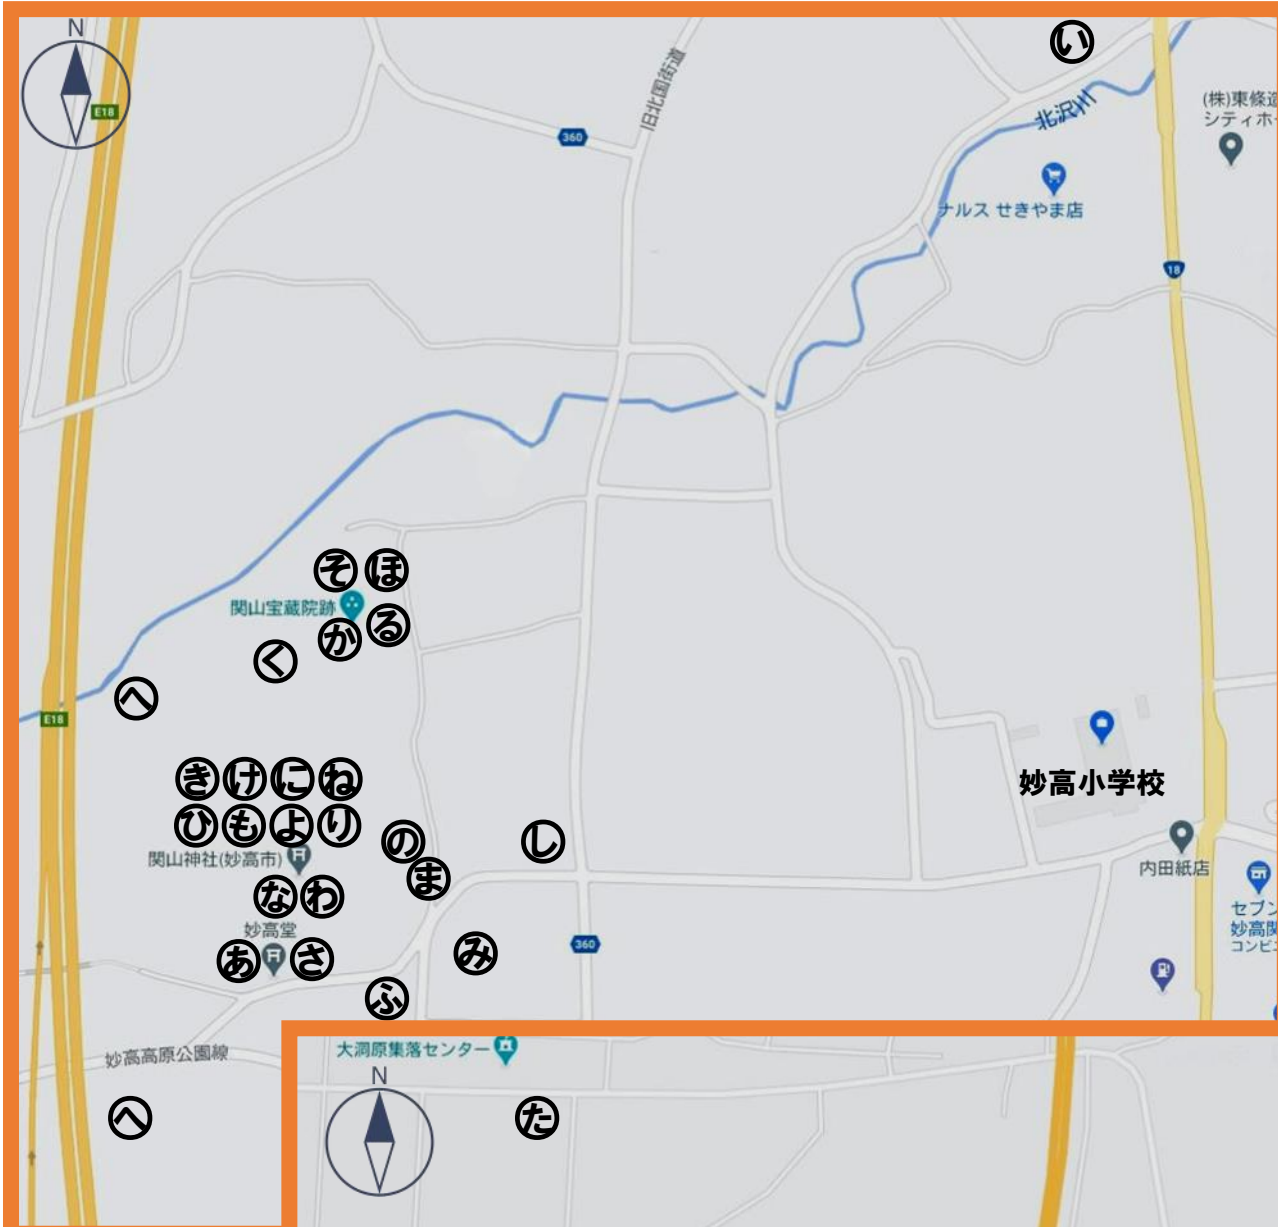 N
い
E18
旧北国街道
360
北沢川
(株)東條造
シティホ
ナルス せきやま店
18
そ ほ
関山宝蔵院跡
か る
く
へ
E18
き け に ね
妙高小学校
ひ も よ り
の し
関山神社(妙高市)
ま
内田紙店
な わ
妙高堂
セブン
妙高関
コンビニ
360
あ さ
み
ふ
妙高高原公園線
大洞原集落センター
N
へ
た